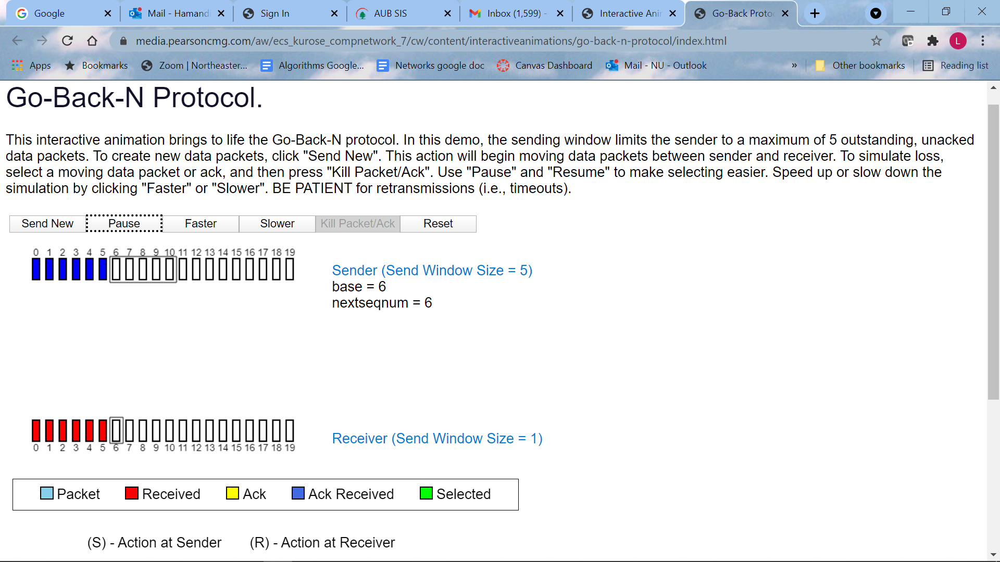 Google
Mail - Hamandi
Sign In
AUB SIS
Inbox (1,599) -
Interactive Ani
Go-Back Proto
media.pearsoncmg.com/aw/ecs_kurose_compnetwork_7/cw/content/interactiveanimations/go-back-n-protocol/index.html
L
Apps
Bookmarks
Zoom | Northeaster...
Algorithms Google...
Networks google doc
Canvas Dashboard
Mail - NU - Outlook
»
Other bookmarks
Reading list
Go-Back-N Protocol.
This interactive animation brings to life the Go-Back-N protocol. In this demo, the sending window limits the sender to a maximum of 5 outstanding, unacked
data packets. To create new data packets, click "Send New". This action will begin moving data packets between sender and receiver. To simulate loss,
select a moving data packet or ack, and then press "Kill Packet/Ack". Use "Pause" and "Resume" to make selecting easier. Speed up or slow down the
simulation by clicking "Faster" or "Slower". BE PATIENT for retransmissions (i.e., timeouts).
Send New
Pause
Faster
Slower
Kill Packet/Ack
Reset
0 1 2 3 4 5 6 7 8 9 10 11 12 13 14 15 16 17 18 19
Sender (Send Window Size = 5)
base = 6
nextseqnum = 6
Receiver (Send Window Size = 1)
0 1 2 3 4 5 6 7 8 9 10 11 12 13 14 15 16 17 18 19
Packet
Received
Ack
Ack Received
Selected
(S) - Action at Sender
(R) - Action at Receiver